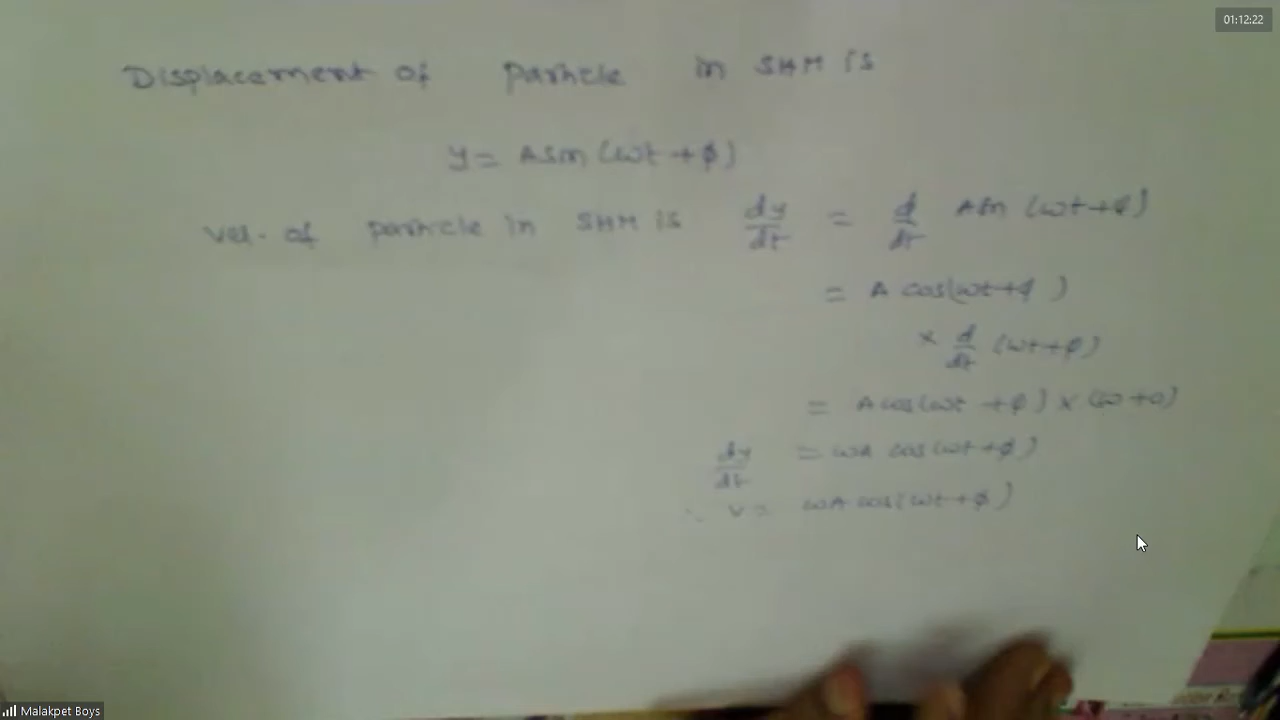 01:12:22
Displacement of particle in SHM is
y = A sin (ωt + φ)
Vel. of particle in SHM is dy/dt = d/dt A sin (ωt + φ)
= A cos(ωt + φ )
× d/dt (ωt + φ)
= A cos(ωt + φ) × (ω + 0)
dy/dt = ωA cos(ωt + φ)
∴ v = ωA cos(ωt + φ)
Malakpet Boys